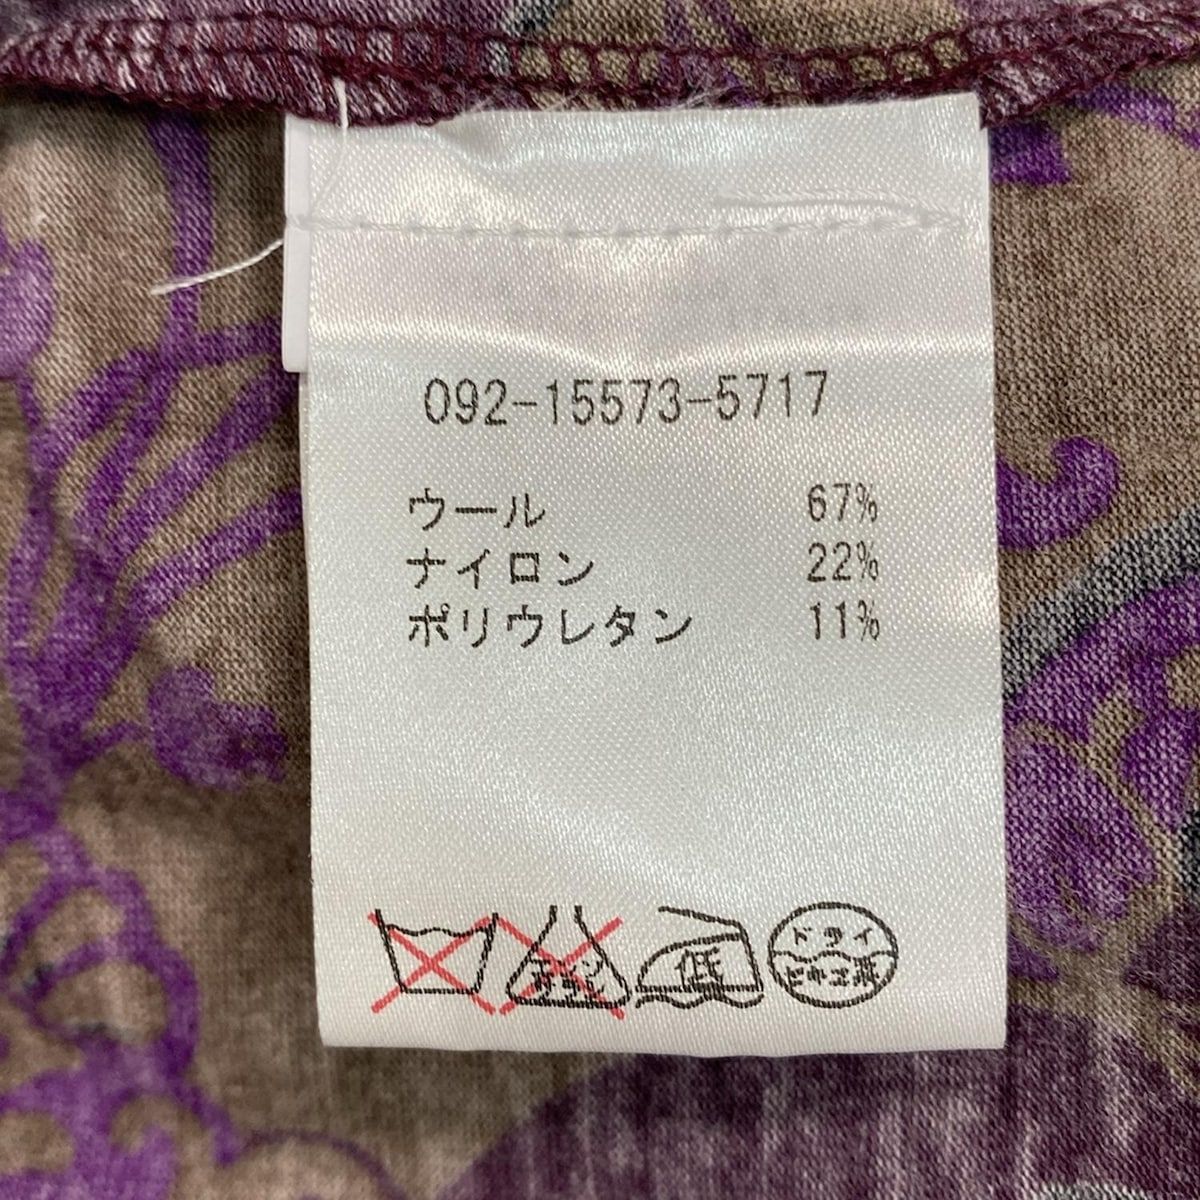 092-15573-5717
ウール 67%
ナイロン 22%
ポリウレタン 11%
低
ドライ